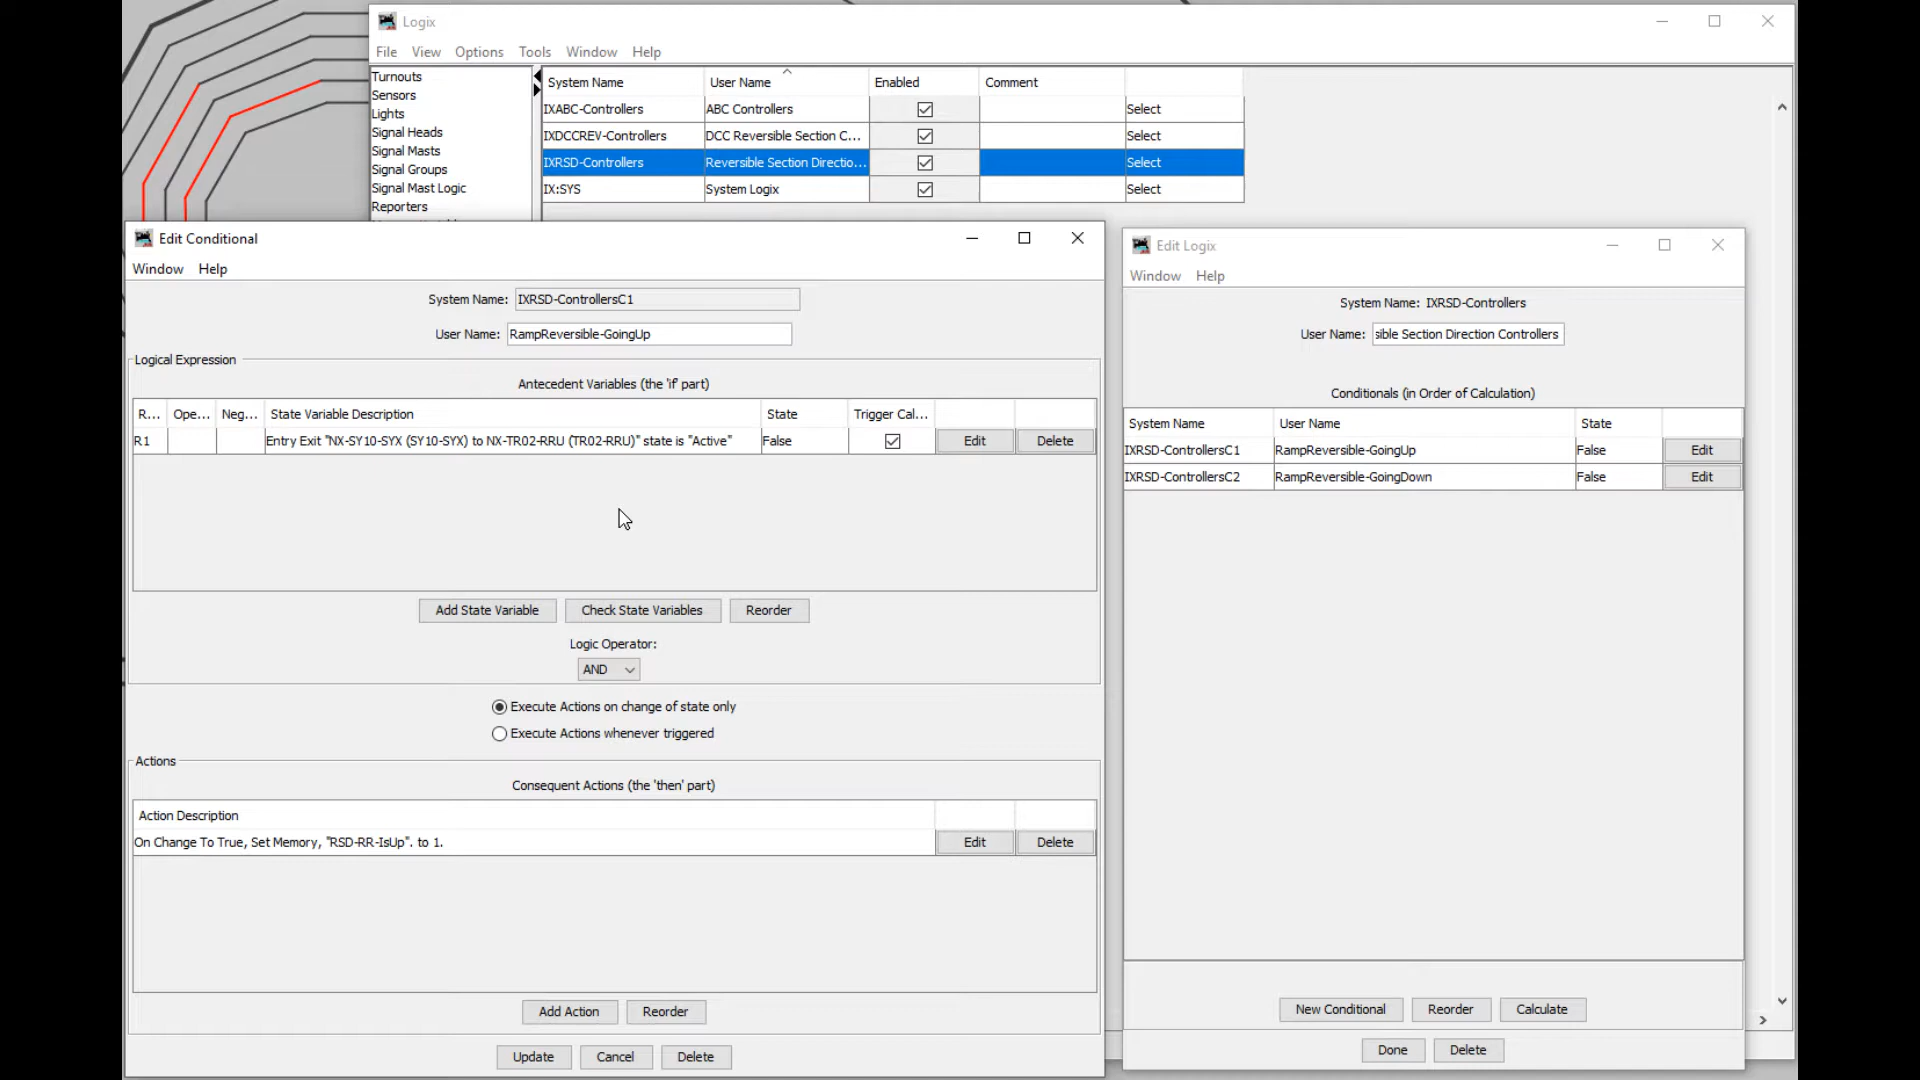 Logix
File View Options Tools Window Help
Turnouts
Sensors
Lights
Signal Heads
Signal Masts
Signal Groups
Signal Mast Logic
Reporters
System Name User Name Enabled Comment
IXABC-Controllers ABC Controllers Select
IXDCCREV-Controllers DCC Reversible Section C... Select
IXRSD-Controllers Reversible Section Directio... Select
IX:SYS System Logix Select
Edit Conditional
Window Help
System Name: IXRSD-ControllersC1
User Name: RampReversible-GoingUp
Logical Expression
Antecedent Variables (the 'if' part)
R... Ope... Neg... State Variable Description State Trigger Cal...
R1 Entry Exit "NX-SY10-SYX (SY10-SYX) to NX-TR02-RRU (TR02-RRU)" state is "Active" False Edit Delete
Add State Variable Check State Variables Reorder
Logic Operator:
AND
Execute Actions on change of state only
Execute Actions whenever triggered
Actions
Consequent Actions (the 'then' part)
Action Description
On Change To True, Set Memory, "RSD-RR-IsUp". to 1. Edit Delete
Add Action Reorder
Update Cancel Delete
Edit Logix
Window Help
System Name: IXRSD-Controllers
User Name: sible Section Direction Controllers
Conditionals (in Order of Calculation)
System Name User Name State
IXRSD-ControllersC1 RampReversible-GoingUp False Edit
IXRSD-ControllersC2 RampReversible-GoingDown False Edit
New Conditional Reorder Calculate
Done Delete